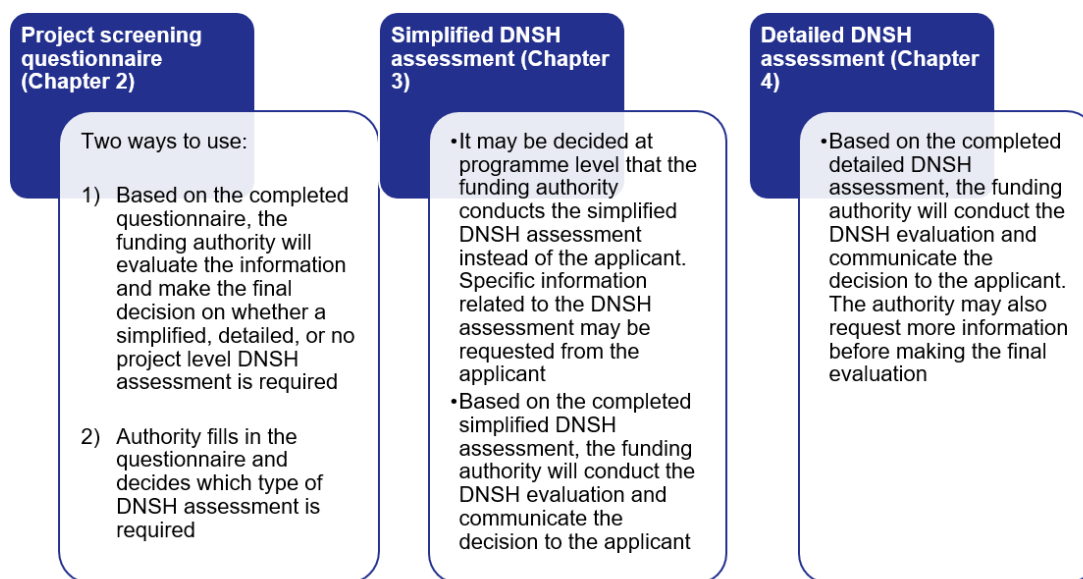 Project screening
questionnaire
(Chapter 2)
Two ways to use:
1) Based on the completed
questionnaire, the
funding authority will
evaluate the information
and make the final
decision on whether a
simplified, detailed, or no
project level DNSH
assessment is required
2) Authority fills in the
questionnaire and
decides which type of
DNSH assessment is
required
Simplified DNSH
assessment (Chapter
3)
•It may be decided at
programme level that the
funding authority
conducts the simplified
DNSH assessment
instead of the applicant.
Specific information
related to the DNSH
assessment may be
requested from the
applicant
•Based on the completed
simplified DNSH
assessment, the funding
authority will conduct the
DNSH evaluation and
communicate the
decision to the applicant
Detailed DNSH
assessment (Chapter
4)
•Based on the completed
detailed DNSH
assessment, the funding
authority will conduct the
DNSH evaluation and
communicate the
decision to the applicant.
The authority may also
request more information
before making the final
evaluation